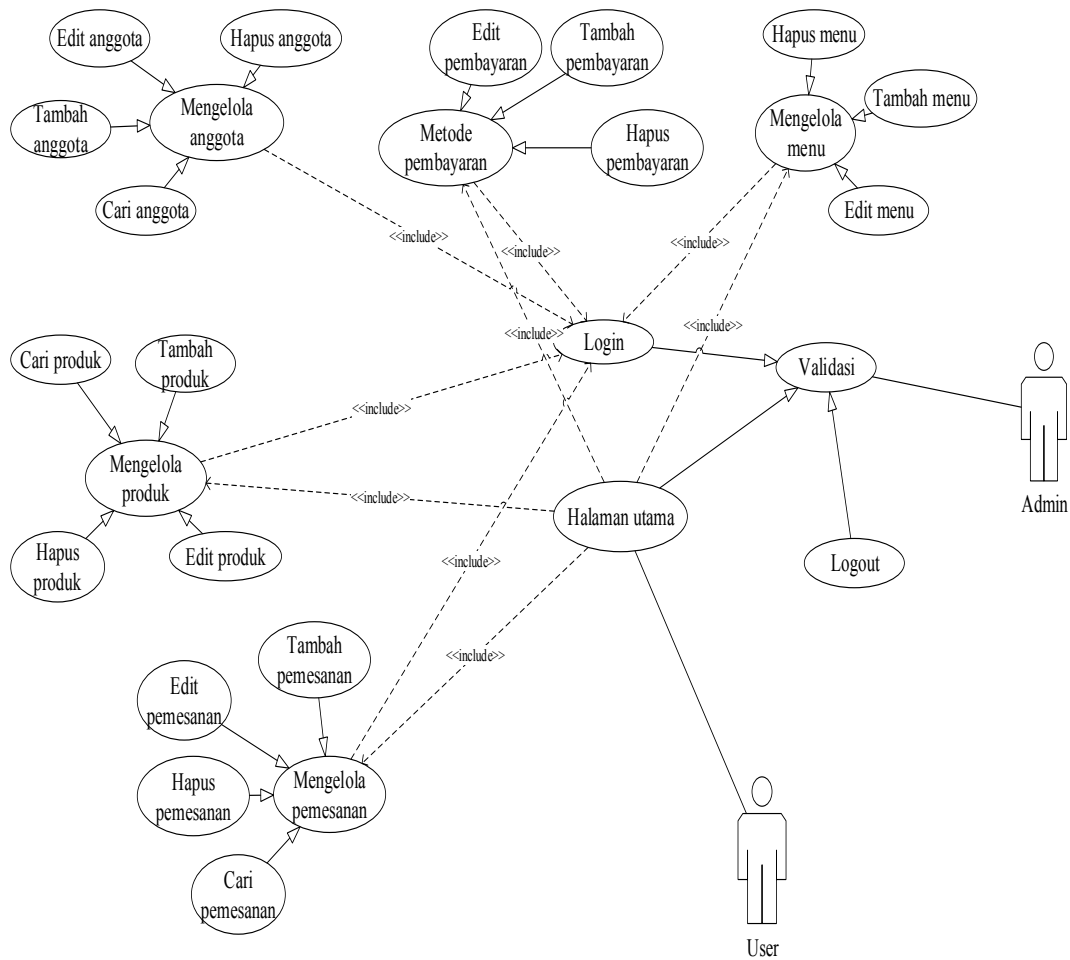 Edit anggota
Hapus anggota
Tambah
anggota
Mengelola
anggota
Cari anggota
Edit
pembayaran
Tambah
pembayaran
Metode
pembayaran
Hapus
pembayaran
Hapus menu
Tambah menu
Mengelola
menu
Edit menu
<<include>>
<<include>>
<<include>>
<<include>>
<<include>>
Login
Validasi
Cari produk
Tambah
produk
<<include>>
Mengelola
produk
Hapus
produk
Edit produk
<<include>>
Halaman utama
Admin
Logout
<<include>>
<<include>>
Tambah
pemesanan
Edit
pemesanan
Hapus
pemesanan
Mengelola
pemesanan
Cari
pemesanan
User